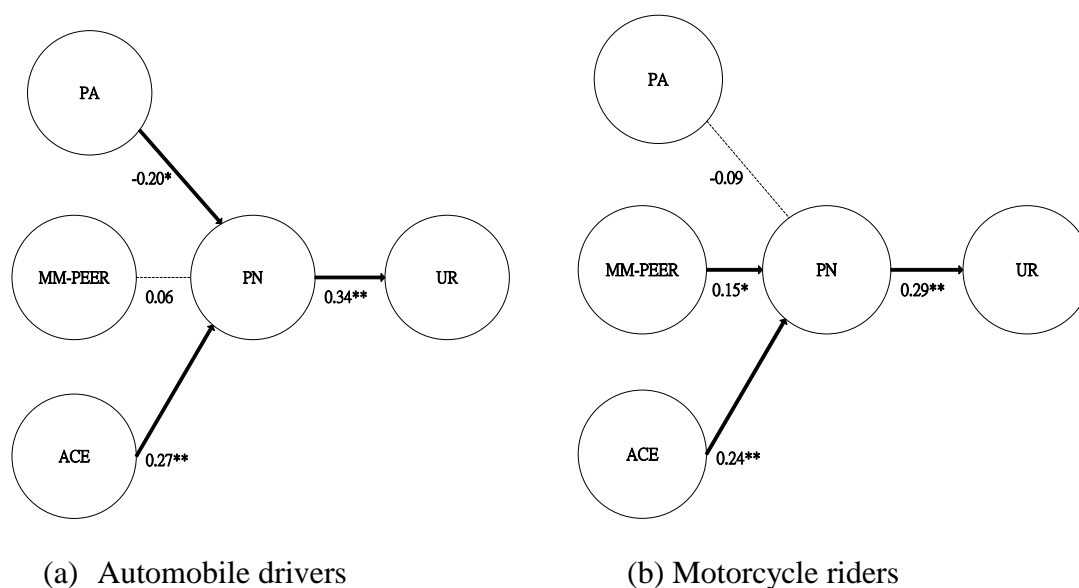 PA
-0.20*
MM-PEER
0.06
PN
0.34**
UR
ACE
0.27**
(a) Automobile drivers
PA
-0.09
MM-PEER
0.15*
PN
0.29**
UR
ACE
0.24**
(b) Motorcycle riders